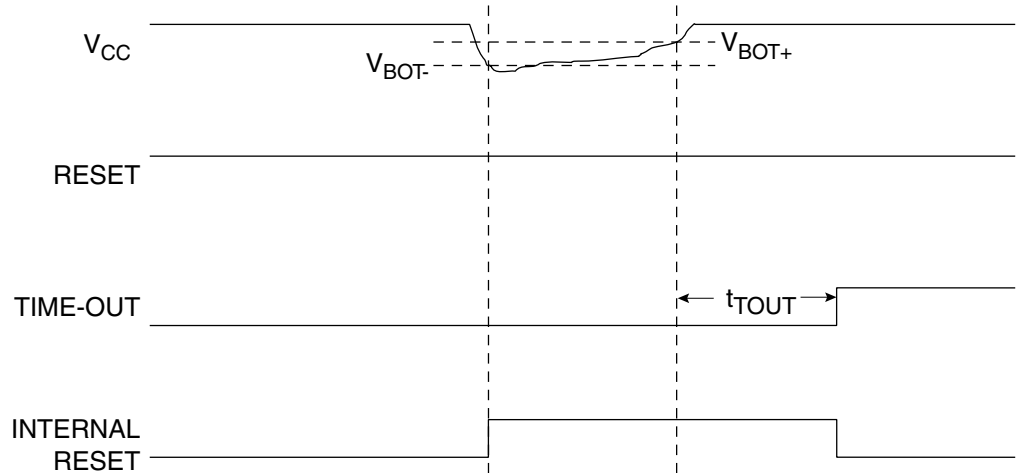 VCC
VBOT-
VBOT+
RESET
TIME-OUT
tTOUT
INTERNAL
RESET